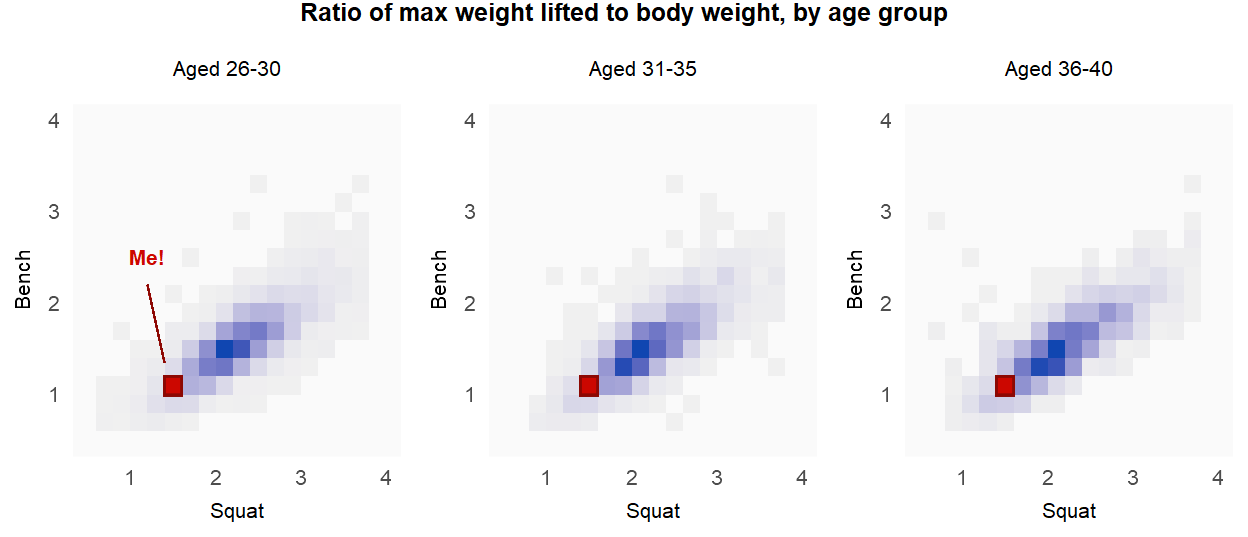 Ratio of max weight lifted to body weight, by age group
Aged 26-30
Aged 31-35
Aged 36-40
4
3
2
1
Bench
Me!
1 2 3 4
Squat
4
3
2
1
Bench
1 2 3 4
Squat
4
3
2
1
Bench
1 2 3 4
Squat